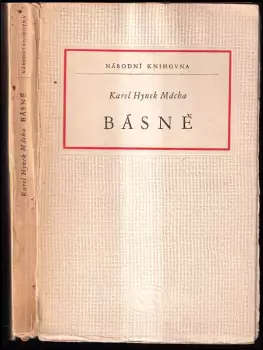 NÁRODNÍ KNIHOVNA
Karel Hynek Mácha
BÁSNĚ
Karel Hynek Mácha BÁSNĚ
NÁRODNÍ KNIHOVNA